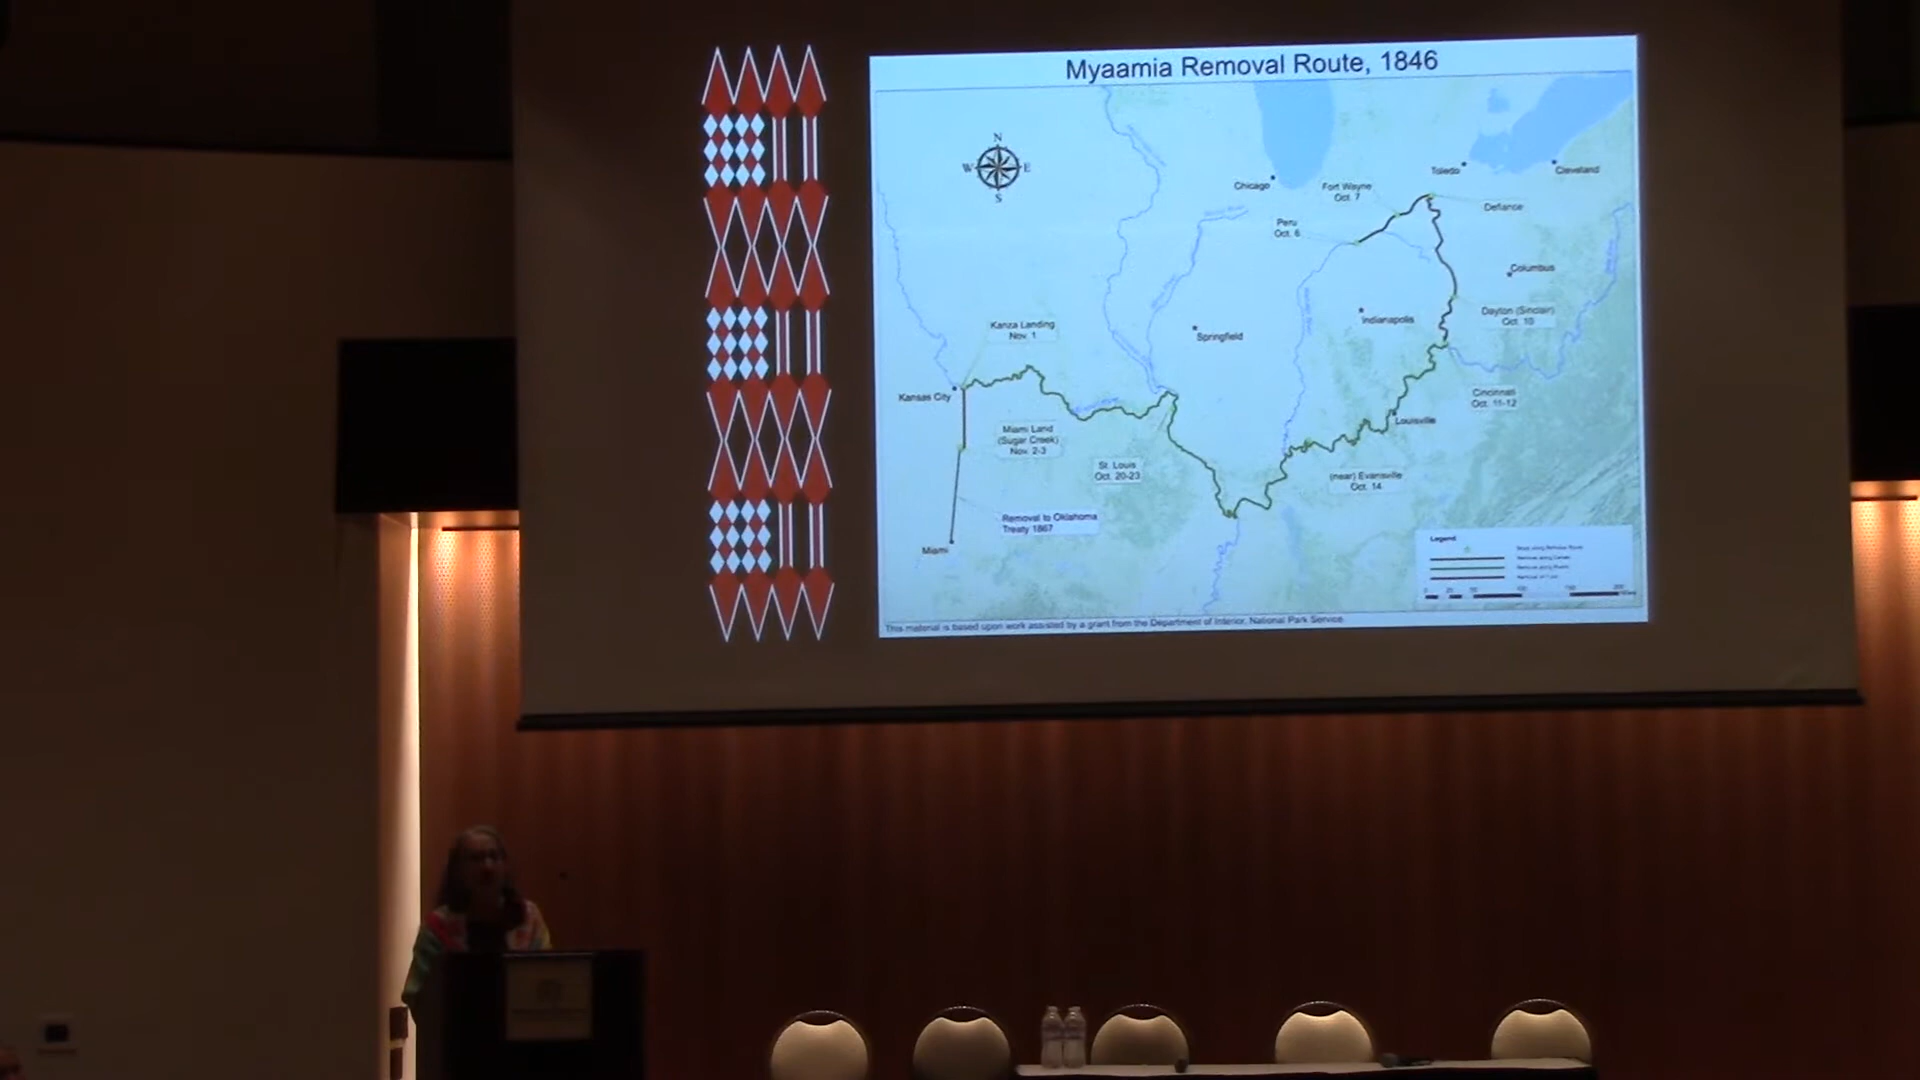 Myaamia Removal Route, 1846
N
W
E
S
Chicago
Fort Wayne
Oct. 7
Toledo
Cleveland
Defiance
Peru
Oct. 6
Columbus
Dayton (Sinclair)
Oct. 10
Indianapolis
Springfield
Kanza Landing
Nov. 1
Kansas City
Cincinnati
Oct. 11-12
Louisville
Miami Land
(Sugar Creek)
Nov. 2-3
St. Louis
Oct. 20-23
(near) Evansville
Oct. 14
Removal to Oklahoma
Treaty 1867
Miami
Legend
This material is based upon work assisted by a grant from the Department of Interior, National Park Service.